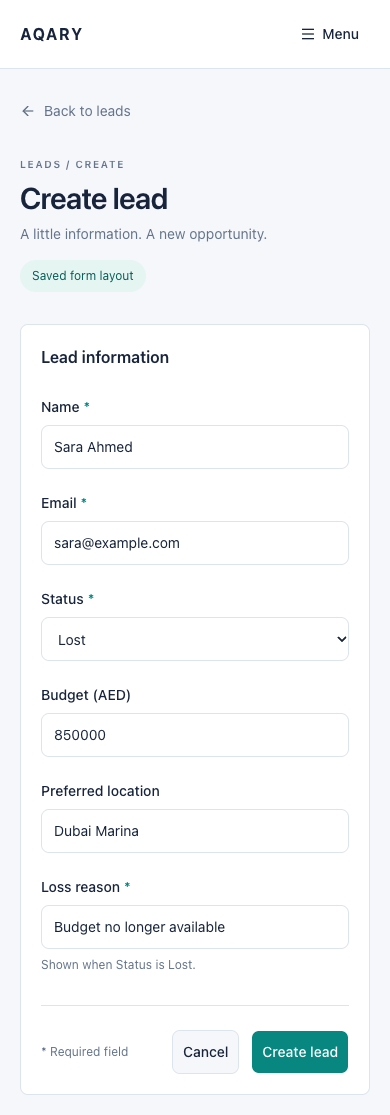 AQARY
Menu
Back to leads
LEADS / CREATE
Create lead
A little information. A new opportunity.
Saved form layout
Lead information
Name *
Sara Ahmed
Email *
sara@example.com
Status *
Lost
Budget (AED)
850000
Preferred location
Dubai Marina
Loss reason *
Budget no longer available
Shown when Status is Lost.
* Required field
Cancel
Create lead